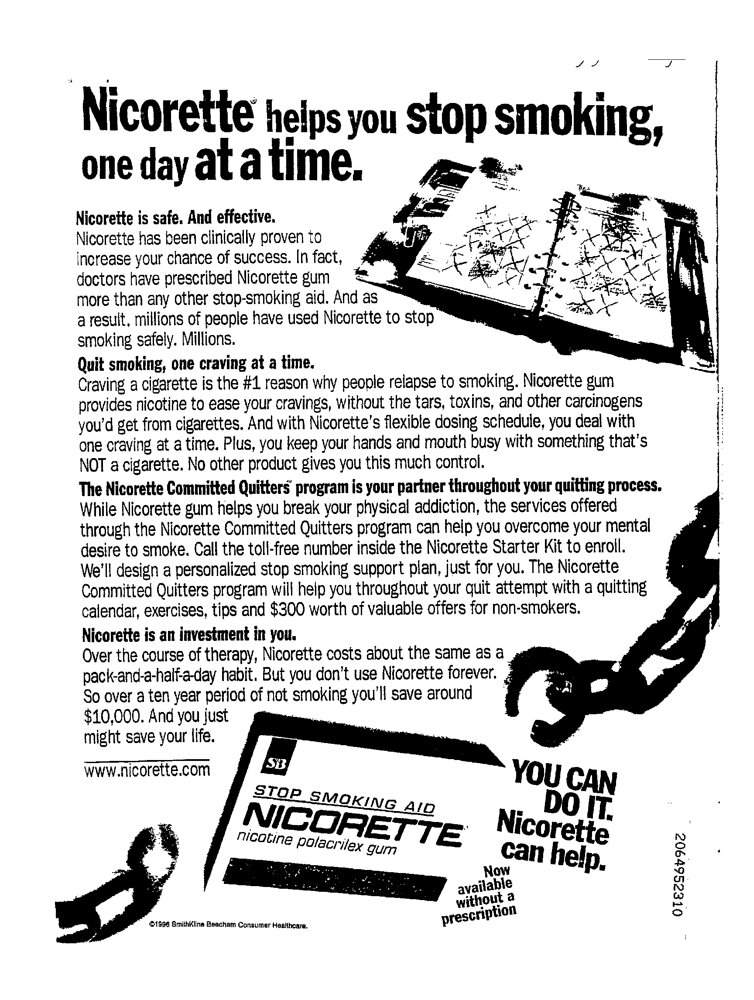 Nicorette® helps you stop smoking,
one day at a time.
Nicorette is safe. And effective.
Nicorette has been clinically proven to
increase your chance of success. In fact,
doctors have prescribed Nicorette gum
more than any other stop-smoking aid. And as
a result, millions of people have used Nicorette to stop
smoking safely. Millions.
Quit smoking, one craving at a time.
Craving a cigarette is the #1 reason why people relapse to smoking. Nicorette gum
provides nicotine to ease your cravings, without the tars, toxins, and other carcinogens
you'd get from cigarettes. And with Nicorette's flexible dosing schedule, you deal with
one craving at a time. Plus, you keep your hands and mouth busy with something that's
NOT a cigarette. No other product gives you this much control.
The Nicorette Committed Quitters℠ program is your partner throughout your quitting process.
While Nicorette gum helps you break your physical addiction, the services offered
through the Nicorette Committed Quitters program can help you overcome your mental
desire to smoke. Call the toll-free number inside the Nicorette Starter Kit to enroll.
We'll design a personalized stop smoking support plan, just for you. The Nicorette
Committed Quitters program will help you throughout your quit attempt with a quitting
calendar, exercises, tips and $300 worth of valuable offers for non-smokers.
Nicorette is an investment in you.
Over the course of therapy, Nicorette costs about the same as a
pack-and-a-half-a-day habit. But you don't use Nicorette forever.
So over a ten year period of not smoking you'll save around
$10,000. And you just
might save your life.
www.nicorette.com
SB
STOP SMOKING AID
NICORETTE®
nicotine polacrilex gum
YOU CAN
DO IT.
Nicorette
can help.
Now
available
without a
prescription
©1996 SmithKline Beecham Consumer Healthcare.
2064952310